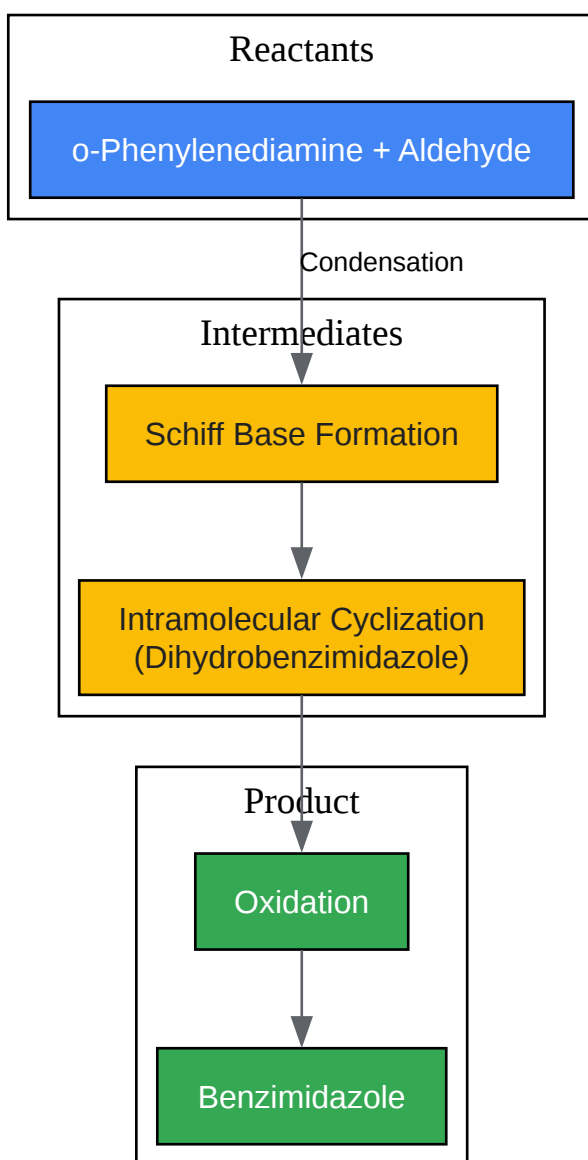 Reactants
o-Phenylenediamine + Aldehyde
Condensation
Intermediates
Schiff Base Formation
Intramolecular Cyclization
(Dihydrobenzimidazole)
Product
Oxidation
Benzimidazole